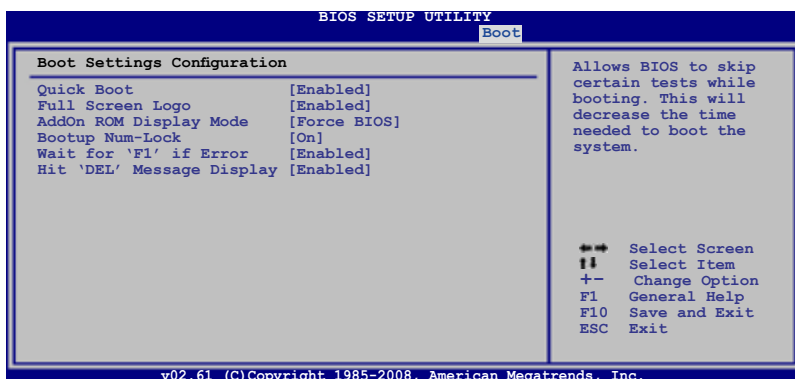 BIOS SETUP UTILITY
Boot
Boot Settings Configuration
Quick Boot [Enabled]
Full Screen Logo [Enabled]
AddOn ROM Display Mode [Force BIOS]
Bootup Num-Lock [On]
Wait for ‘F1’ if Error [Enabled]
Hit ‘DEL’ Message Display [Enabled]
Allows BIOS to skip
certain tests while
booting. This will
decrease the time
needed to boot the
system.
Select Screen
Select Item
+- Change Option
F1 General Help
F10 Save and Exit
ESC Exit
v02.61 (C)Copyright 1985-2008, American Megatrends, Inc.